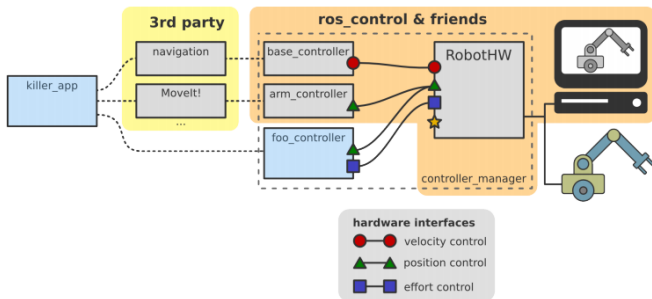 3rd party
ros_control & friends
navigation
base_controller
RobotHW
killer_app
MoveIt!
arm_controller
...
foo_controller
controller_manager
hardware interfaces
velocity control
position control
effort control